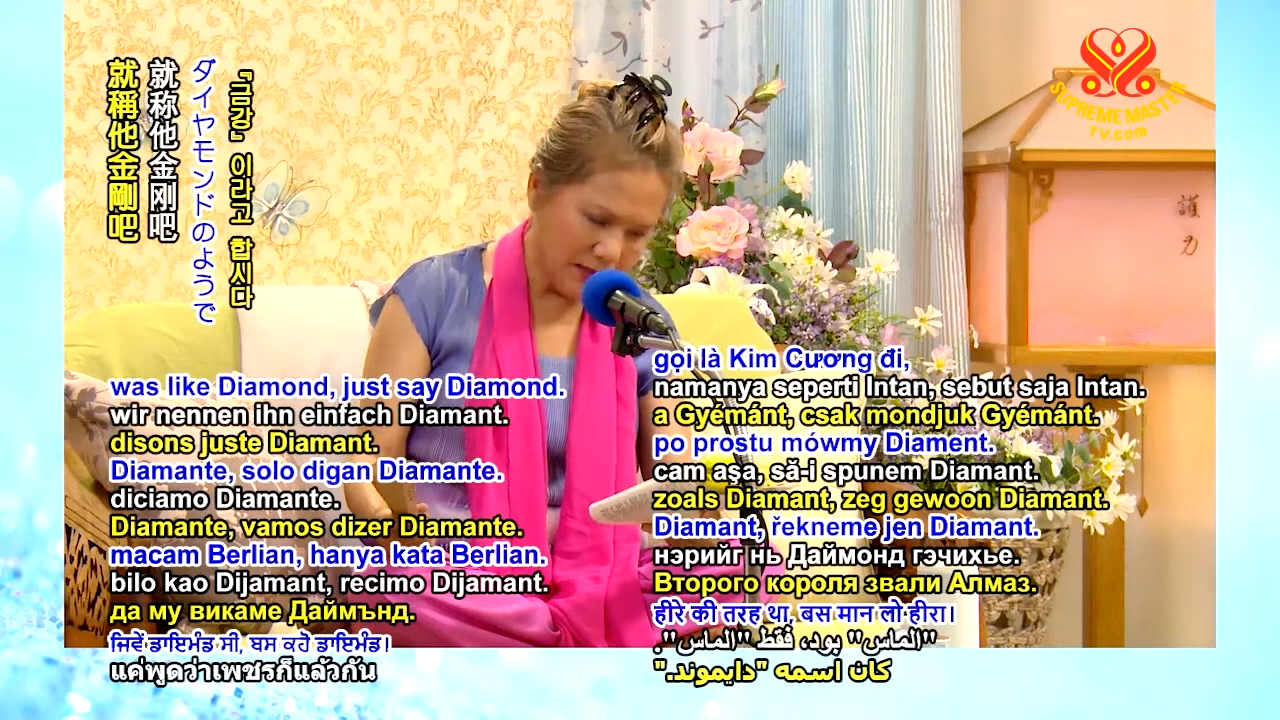 就稱他金剛吧
就称他金刚吧
ダイヤモンドのようで
『금강』이라고 합시다
SUPREME MASTER
TV.com
護力
was like Diamond, just say Diamond.
wir nennen ihn einfach Diamant.
disons juste Diamant.
Diamante, solo digan Diamante.
diciamo Diamante.
Diamante, vamos dizer Diamante.
macam Berlian, hanya kata Berlian.
bilo kao Dijamant, recimo Dijamant.
да му викаме Даймънд.
ਜਿਵੇਂ ਡਾਇਮੰਡ ਸੀ, ਬਸ ਕਹੋ ਡਾਇਮੰਡ।
แค่พูดว่าเพชรก็แล้วกัน
gọi là Kim Cương đi,
namanya seperti Intan, sebut saja Intan.
a Gyémánt, csak mondjuk Gyémánt.
po prostu mówmy Diament.
cam aşa, să-i spunem Diamant.
zoals Diamant, zeg gewoon Diamant.
Diamant, řekneme jen Diamant.
нэрийг нь Даймонд гэчихье.
Второго короля звали Алмаз.
हीरे की तरह था, बस मान लो हीरा।
"الماس" بود، فقط "الماس".
كان اسمه "دايموند."